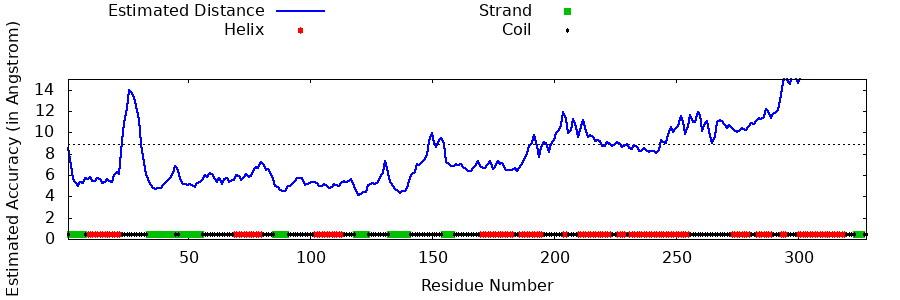 Estimated Distance
Helix
Strand
Coil
Estimated Accuracy (in Angstrom)
14
12
10
8
6
4
2
0
50
100
150
200
250
300
Residue Number